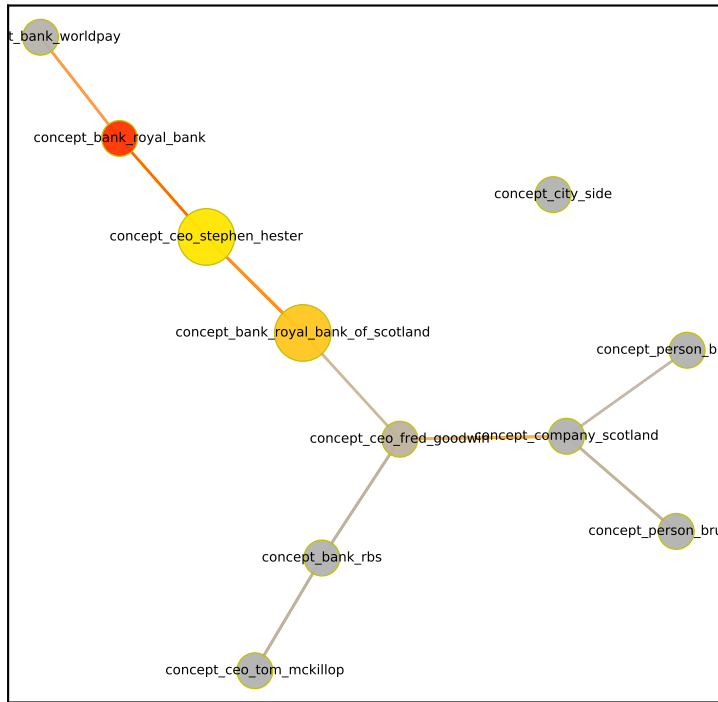 t_bank_worldpay
concept_bank_royal_bank
concept_city_side
concept_ceo_stephen_hester
concept_bank_royal_bank_of_scotland
concept_person_b
concept_ceo_fred_goodwin
concept_company_scotland
concept_person_bru
concept_bank_rbs
concept_ceo_tom_mckillop